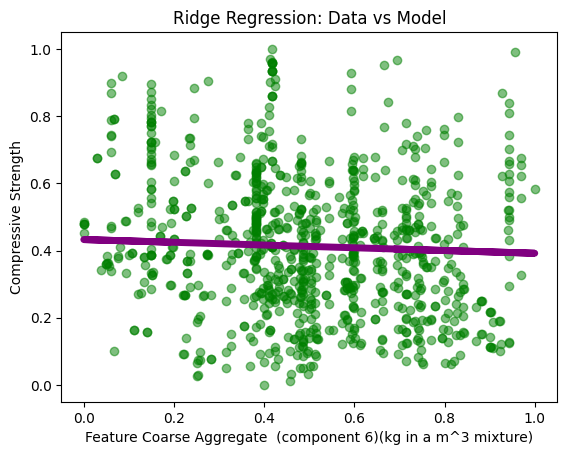 Ridge Regression: Data vs Model
Compressive Strength
1.0
0.8
0.6
0.4
0.2
0.0
0.0 0.2 0.4 0.6 0.8 1.0
Feature Coarse Aggregate  (component 6)(kg in a m^3 mixture)